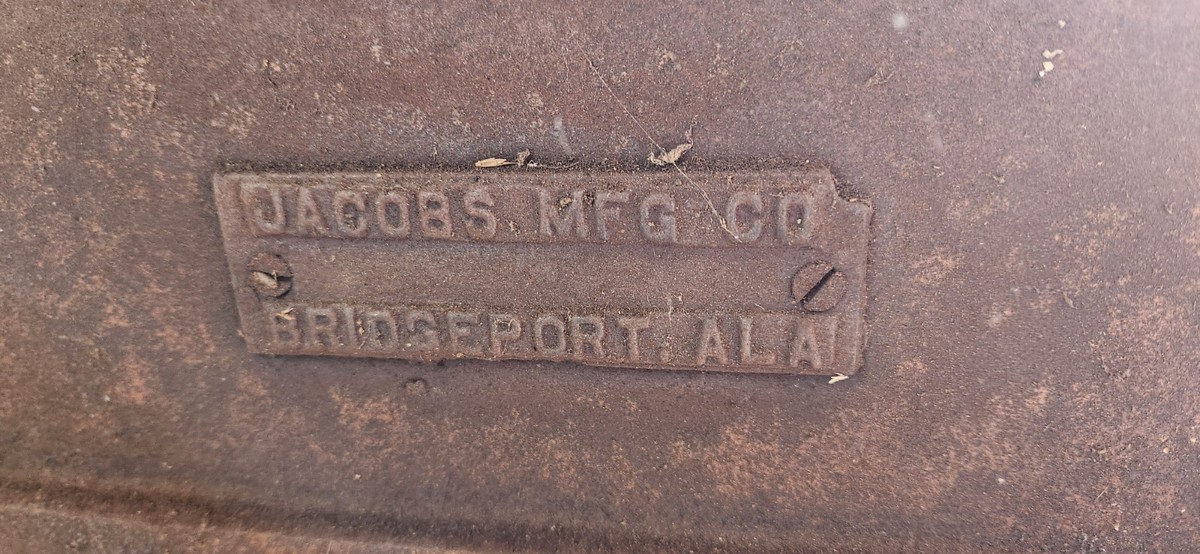 JACOBS MFG CO
BRIDGEPORT. ALA